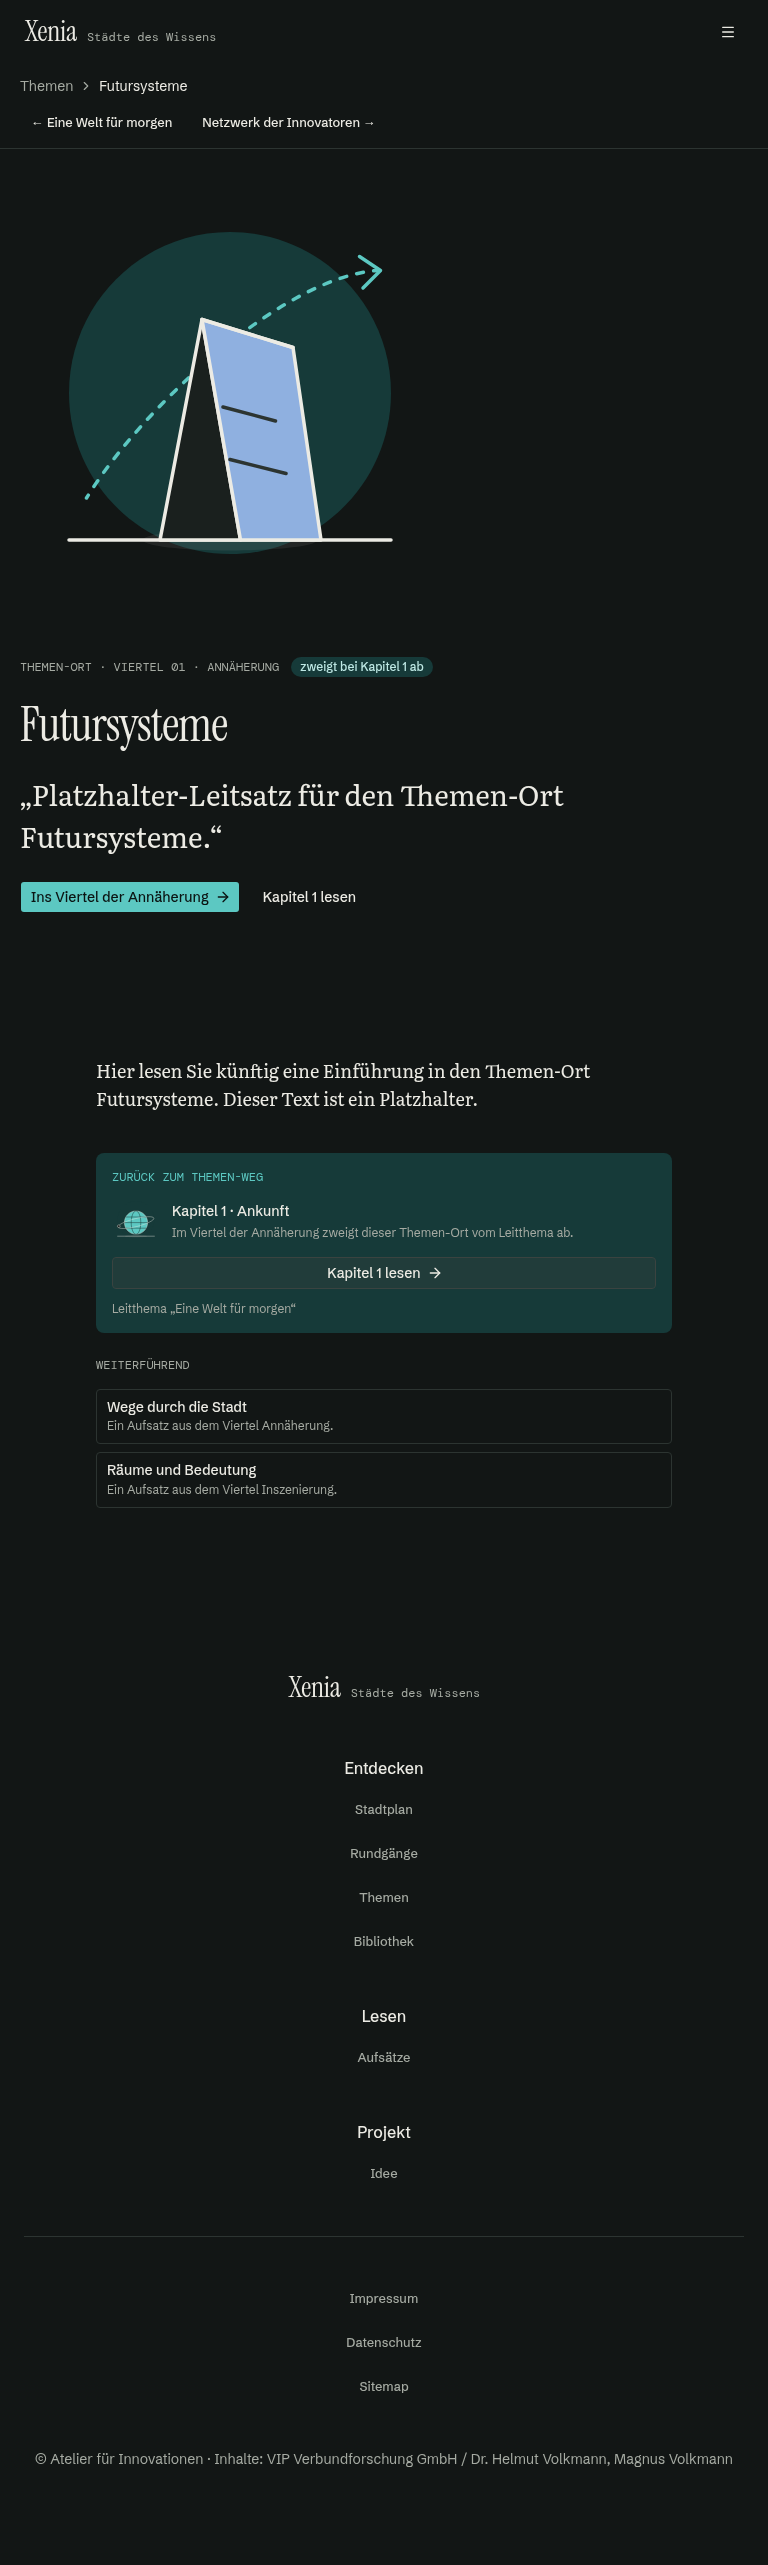 Xenia Städte des Wissens
Themen > Futursysteme
← Eine Welt für morgen Netzwerk der Innovatoren →
THEMEN-ORT · VIERTEL 01 · ANNÄHERUNG zweigt bei Kapitel 1 ab
Futursysteme
„Platzhalter-Leitsatz für den Themen-Ort
Futursysteme.“
Ins Viertel der Annäherung → Kapitel 1 lesen
Hier lesen Sie künftig eine Einführung in den Themen-Ort
Futursysteme. Dieser Text ist ein Platzhalter.
ZURÜCK ZUM THEMEN-WEG
Kapitel 1 · Ankunft
Im Viertel der Annäherung zweigt dieser Themen-Ort vom Leitthema ab.
Kapitel 1 lesen →
Leitthema „Eine Welt für morgen“
WEITERFÜHREND
Wege durch die Stadt
Ein Aufsatz aus dem Viertel Annäherung.
Räume und Bedeutung
Ein Aufsatz aus dem Viertel Inszenierung.
Xenia Städte des Wissens
Entdecken
Stadtplan
Rundgänge
Themen
Bibliothek
Lesen
Aufsätze
Projekt
Idee
Impressum
Datenschutz
Sitemap
© Atelier für Innovationen · Inhalte: VIP Verbundforschung GmbH / Dr. Helmut Volkmann, Magnus Volkmann